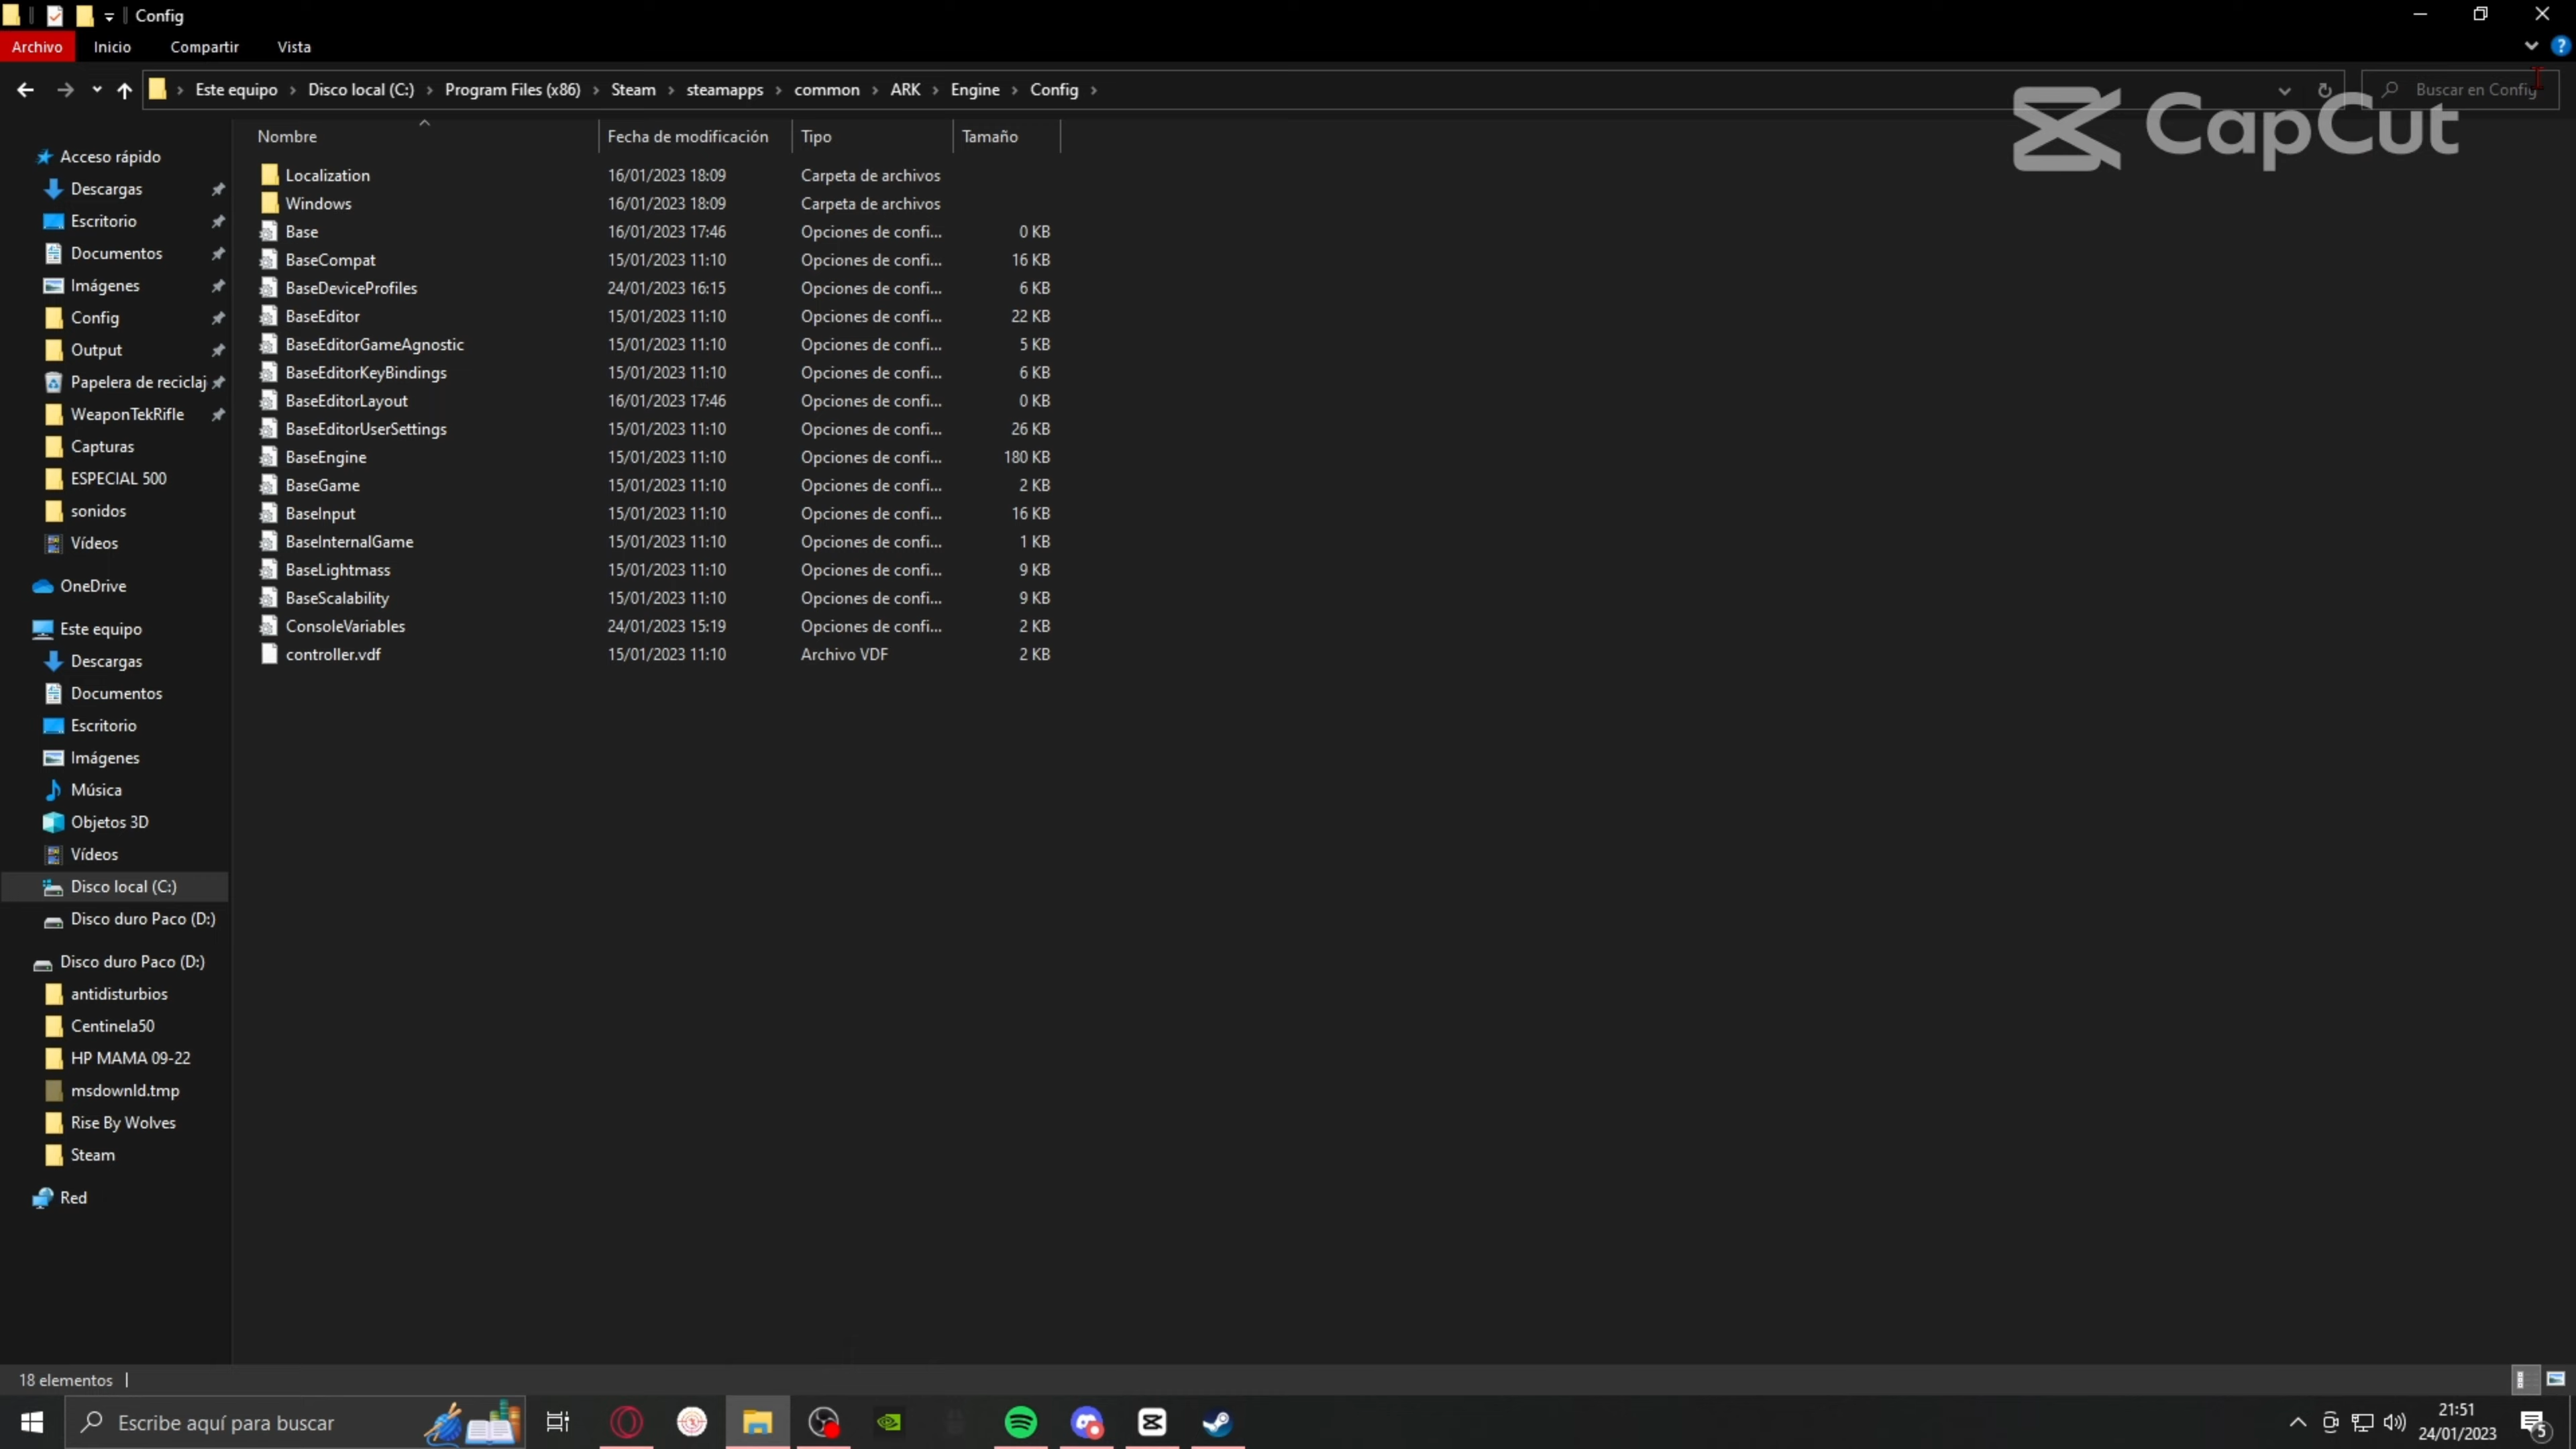 Config
Archivo Inicio Compartir Vista
Este equipo Disco local (C:) Program Files (x86) Steam steamapps common ARK Engine Config
Buscar en Config
CapCut
Nombre Fecha de modificación Tipo Tamaño
Localization 16/01/2023 18:09 Carpeta de archivos
Windows 16/01/2023 18:09 Carpeta de archivos
Base 16/01/2023 17:46 Opciones de confi... 0 KB
BaseCompat 15/01/2023 11:10 Opciones de confi... 16 KB
BaseDeviceProfiles 24/01/2023 16:15 Opciones de confi... 6 KB
BaseEditor 15/01/2023 11:10 Opciones de confi... 22 KB
BaseEditorGameAgnostic 15/01/2023 11:10 Opciones de confi... 5 KB
BaseEditorKeyBindings 15/01/2023 11:10 Opciones de confi... 6 KB
BaseEditorLayout 16/01/2023 17:46 Opciones de confi... 0 KB
BaseEditorUserSettings 15/01/2023 11:10 Opciones de confi... 26 KB
BaseEngine 15/01/2023 11:10 Opciones de confi... 180 KB
BaseGame 15/01/2023 11:10 Opciones de confi... 2 KB
BaseInput 15/01/2023 11:10 Opciones de confi... 16 KB
BaseInternalGame 15/01/2023 11:10 Opciones de confi... 1 KB
BaseLightmass 15/01/2023 11:10 Opciones de confi... 9 KB
BaseScalability 15/01/2023 11:10 Opciones de confi... 9 KB
ConsoleVariables 24/01/2023 15:19 Opciones de confi... 2 KB
controller.vdf 15/01/2023 11:10 Archivo VDF 2 KB
Acceso rápido
Descargas
Escritorio
Documentos
Imágenes
Config
Output
Papelera de reciclaj
WeaponTekRifle
Capturas
ESPECIAL 500
sonidos
Vídeos
OneDrive
Este equipo
Descargas
Documentos
Escritorio
Imágenes
Música
Objetos 3D
Vídeos
Disco local (C:)
Disco duro Paco (D:)
Disco duro Paco (D:)
antidisturbios
Centinela50
HP MAMA 09-22
msdownld.tmp
Rise By Wolves
Steam
Red
18 elementos
Escribe aquí para buscar
21:51
24/01/2023
5